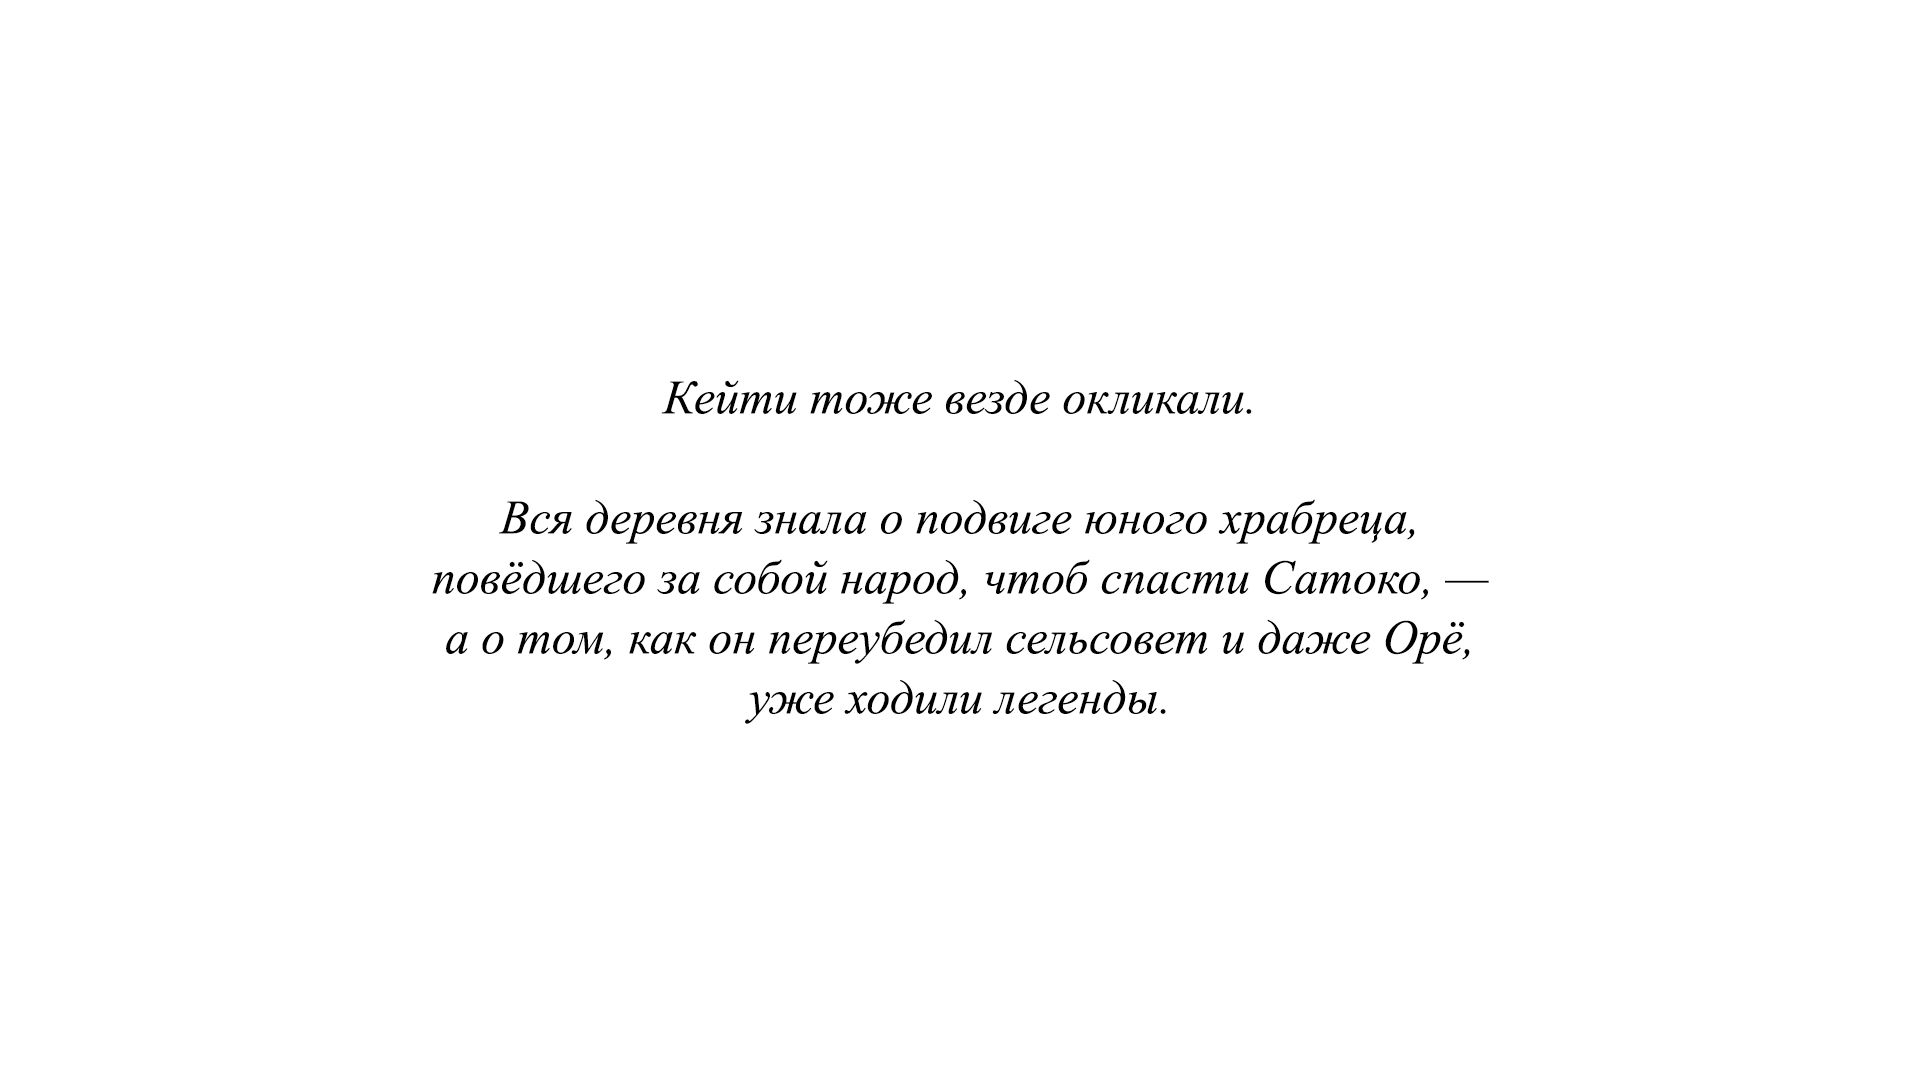 Кейти тоже везде окликали.
Вся деревня знала о подвиге юного храбреца,
повёдшего за собой народ, чтоб спасти Сатоко, —
а о том, как он переубедил сельсовет и даже Орё,
уже ходили легенды.